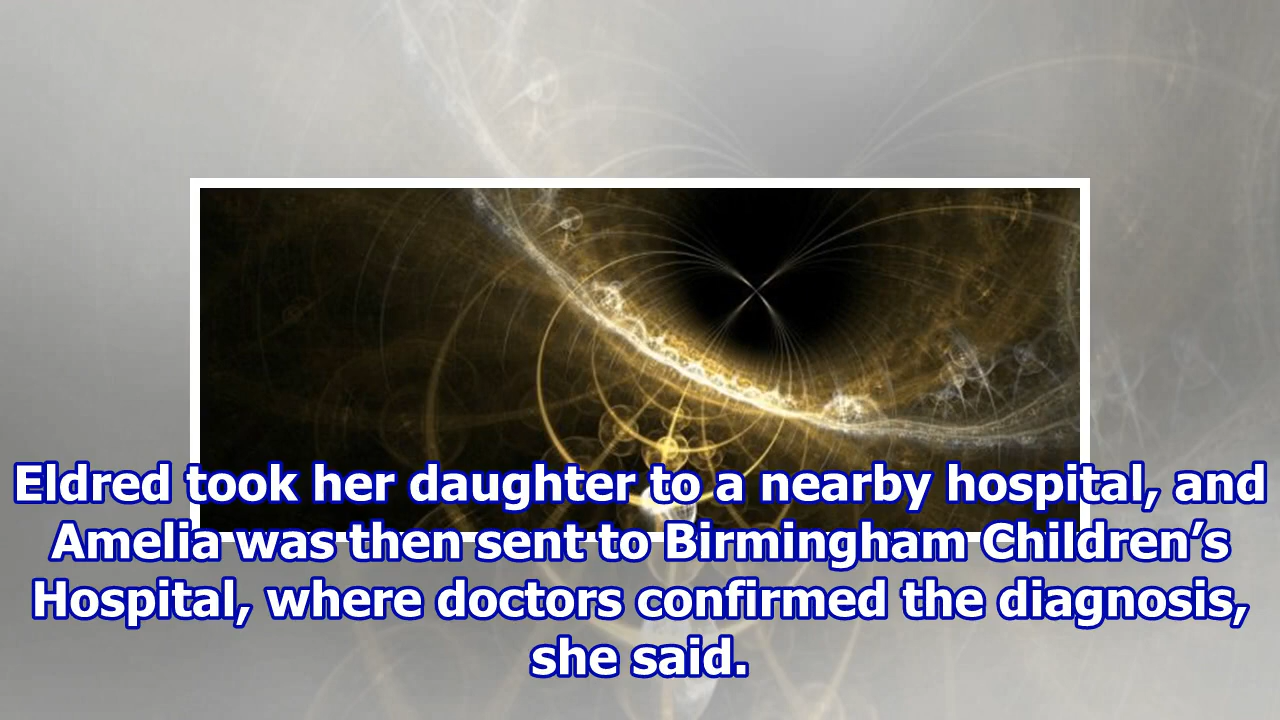 Eldred took her daughter to a nearby hospital, and
Amelia was then sent to Birmingham Children’s
Hospital, where doctors confirmed the diagnosis,
she said.